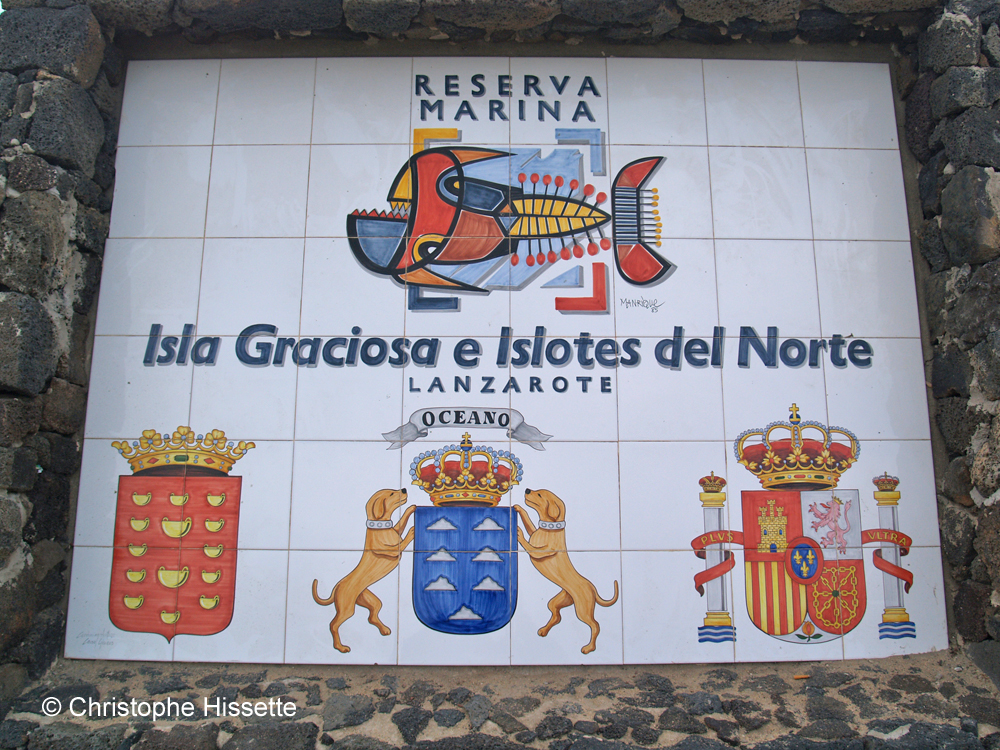 RESERVA
MARINA
MANRIQUE
Isla Graciosa e Islotes del Norte
LANZAROTE
OCEANO
PLVS
VLTRA
© Christophe Hissette